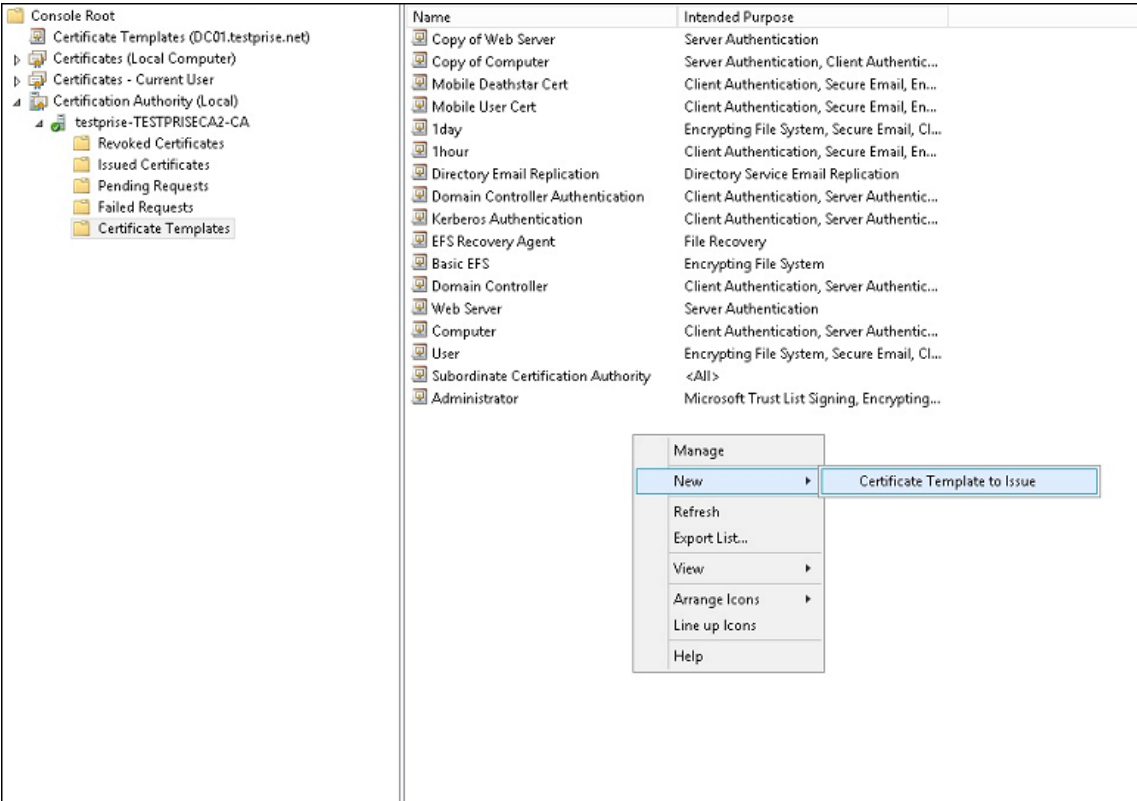 Console Root
Certificate Templates (DC01.testprise.net)
Certificates (Local Computer)
Certificates - Current User
Certification Authority (Local)
testprise-TESTPRISECA2-CA
Revoked Certificates
Issued Certificates
Pending Requests
Failed Requests
Certificate Templates
Name Intended Purpose
Copy of Web Server Server Authentication
Copy of Computer Server Authentication, Client Authentic...
Mobile Deathstar Cert Client Authentication, Secure Email, En...
Mobile User Cert Client Authentication, Secure Email, En...
1day Encrypting File System, Secure Email, Cl...
1hour Client Authentication, Secure Email, En...
Directory Email Replication Directory Service Email Replication
Domain Controller Authentication Client Authentication, Server Authentic...
Kerberos Authentication Client Authentication, Server Authentic...
EFS Recovery Agent File Recovery
Basic EFS Encrypting File System
Domain Controller Client Authentication, Server Authentic...
Web Server Server Authentication
Computer Client Authentication, Server Authentic...
User Encrypting File System, Secure Email, Cl...
Subordinate Certification Authority <All>
Administrator Microsoft Trust List Signing, Encrypting...
Manage
New Certificate Template to Issue
Refresh
Export List...
View
Arrange Icons
Line up Icons
Help